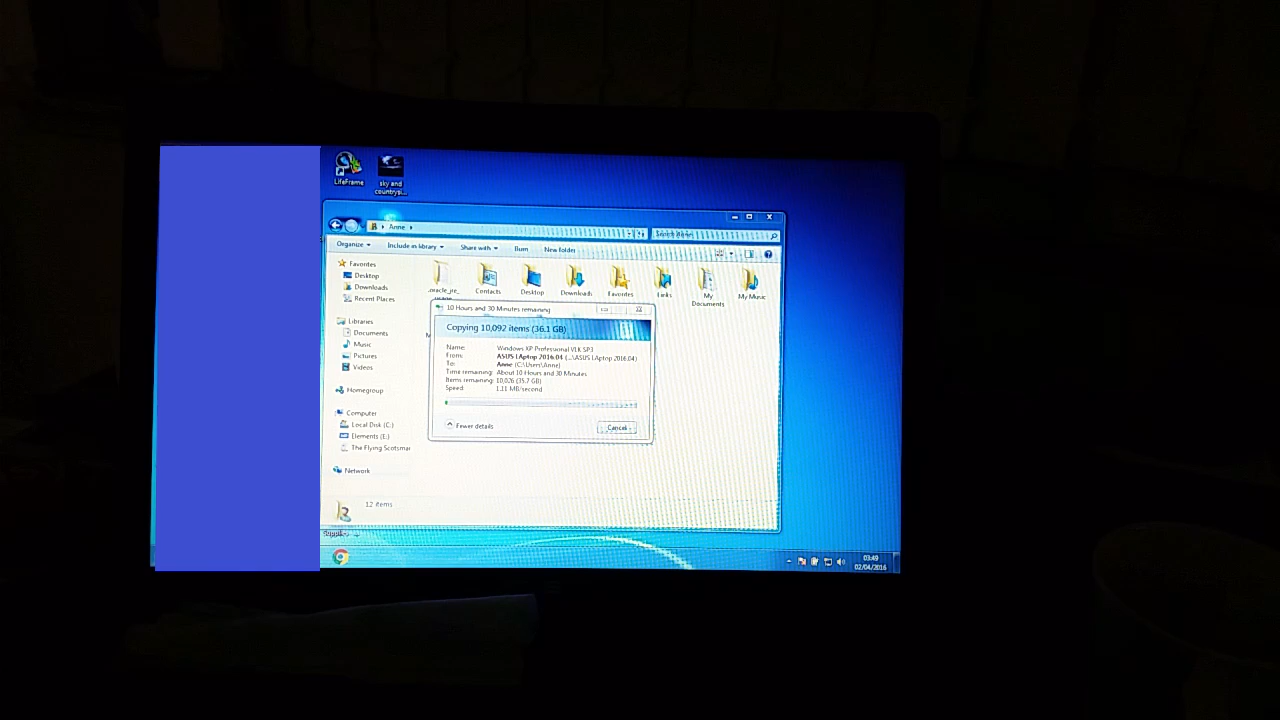 LifeFrame
sky and
countrysi...
Anne
Organize
Include in library
Share with
Burn
New folder
Favorites
Desktop
Downloads
Recent Places
Libraries
Documents
Music
Pictures
Videos
Homegroup
Computer
Local Disk (C:)
Elements (E:)
The Flying Scotsmar
Network
.oracle_jre_
usage
Contacts
Desktop
Downloads
Favorites
Links
My
Documents
My Music
10 Hours and 30 Minutes remaining
Copying 10,092 items (36.1 GB)
Name: Windows XP Professional VLK SP3
From: ASUS LAptop 2016.04 (...\ASUS LAptop 2016.04)
To: Anne (C:\Users\Anne)
Time remaining: About 10 Hours and 30 Minutes
Items remaining: 10,026 (35.7 GB)
Speed: 1.11 MB/second
Fewer details
Cancel
12 items
03:49
02/04/2016